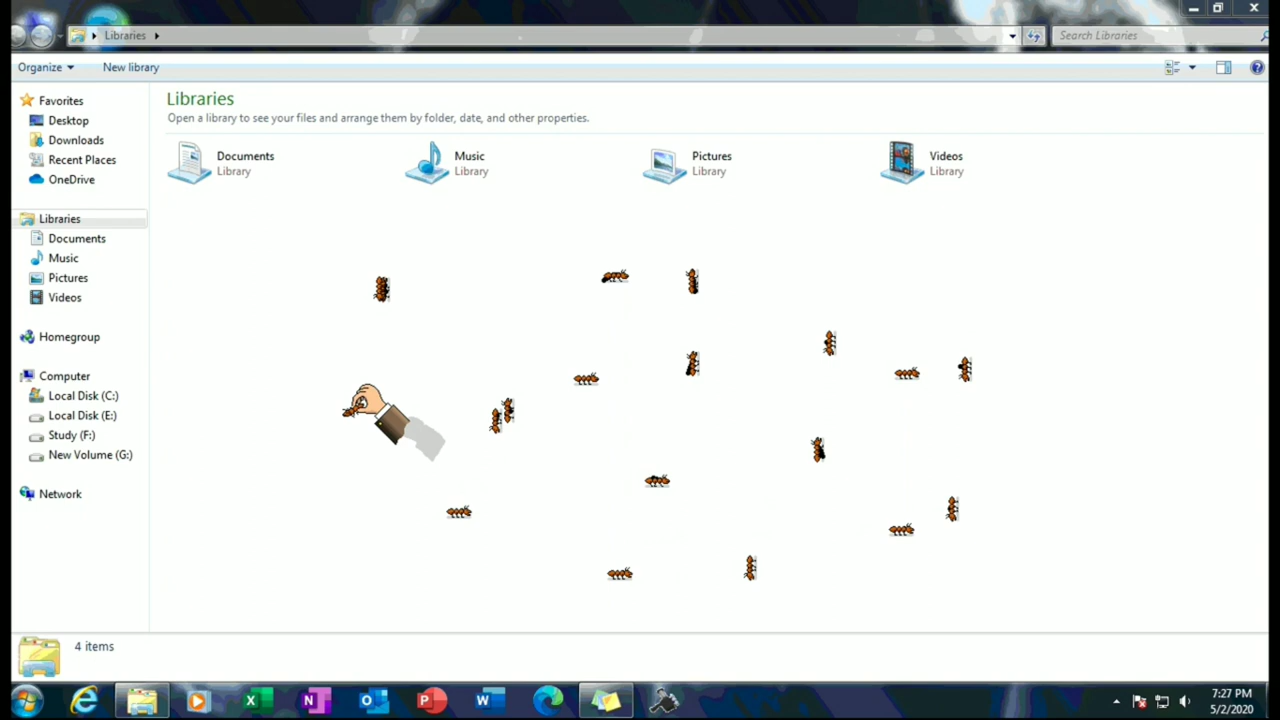 Libraries
Search Libraries
Organize
New library
Favorites
Desktop
Downloads
Recent Places
OneDrive
Libraries
Documents
Music
Pictures
Videos
Homegroup
Computer
Local Disk (C:)
Local Disk (E:)
Study (F:)
New Volume (G:)
Network
Libraries
Open a library to see your files and arrange them by folder, date, and other properties.
Documents
Library
Music
Library
Pictures
Library
Videos
Library
4 items
7:27 PM
5/2/2020